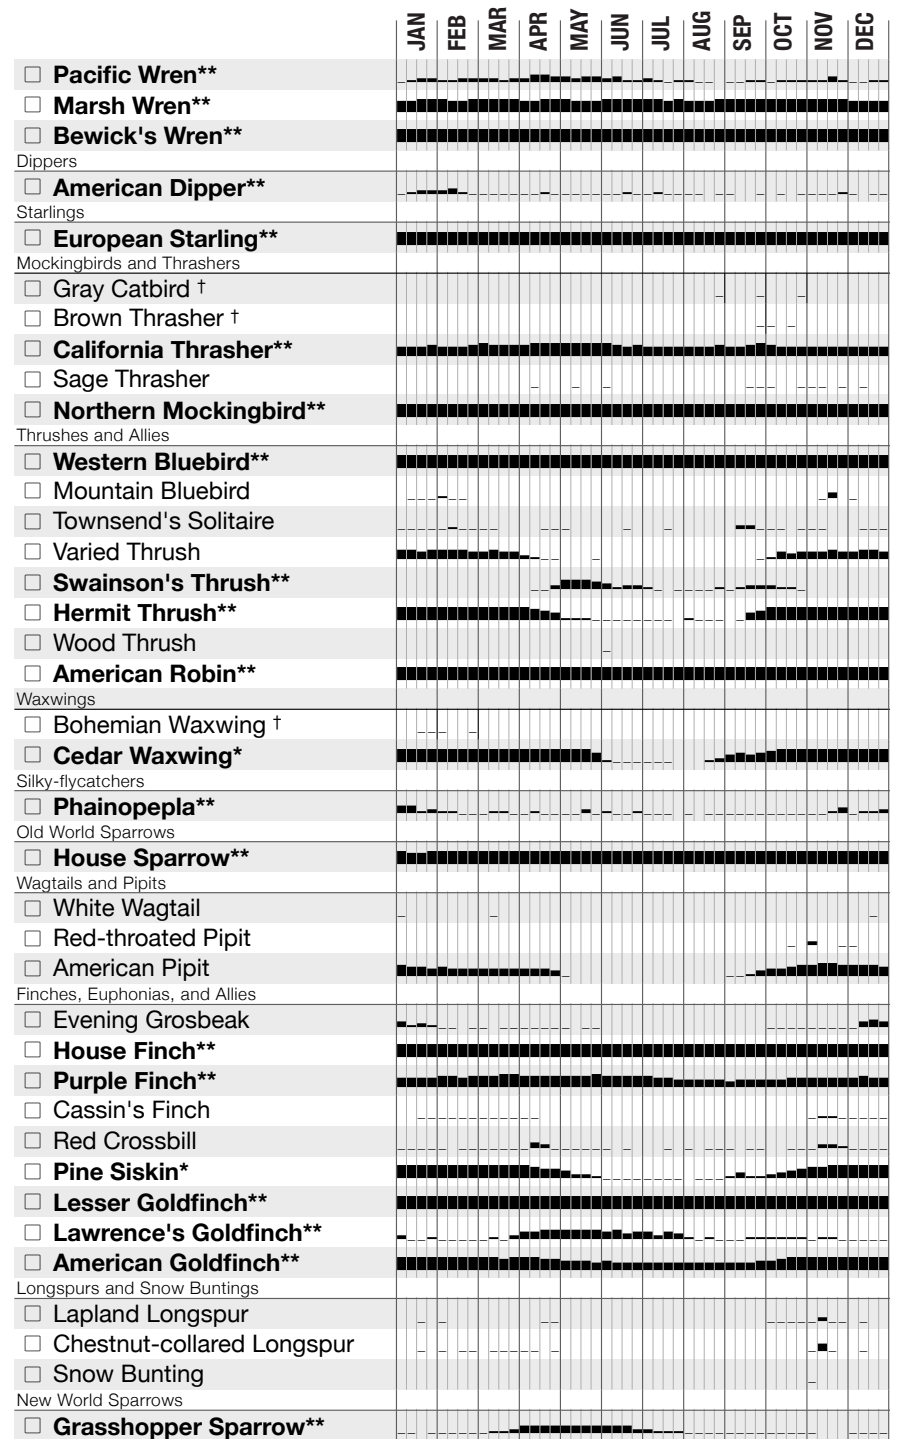 JAN FEB MAR APR MAY JUN JUL AUG SEP OCT NOV DEC
Pacific Wren**
Marsh Wren**
Bewick's Wren**
Dippers
American Dipper**
Starlings
European Starling**
Mockingbirds and Thrashers
Gray Catbird †
Brown Thrasher †
California Thrasher**
Sage Thrasher
Northern Mockingbird**
Thrushes and Allies
Western Bluebird**
Mountain Bluebird
Townsend's Solitaire
Varied Thrush
Swainson's Thrush**
Hermit Thrush**
Wood Thrush
American Robin**
Waxwings
Bohemian Waxwing †
Cedar Waxwing*
Silky-flycatchers
Phainopepla**
Old World Sparrows
House Sparrow**
Wagtails and Pipits
White Wagtail
Red-throated Pipit
American Pipit
Finches, Euphonias, and Allies
Evening Grosbeak
House Finch**
Purple Finch**
Cassin's Finch
Red Crossbill
Pine Siskin*
Lesser Goldfinch**
Lawrence's Goldfinch**
American Goldfinch**
Longspurs and Snow Buntings
Lapland Longspur
Chestnut-collared Longspur
Snow Bunting
New World Sparrows
Grasshopper Sparrow**